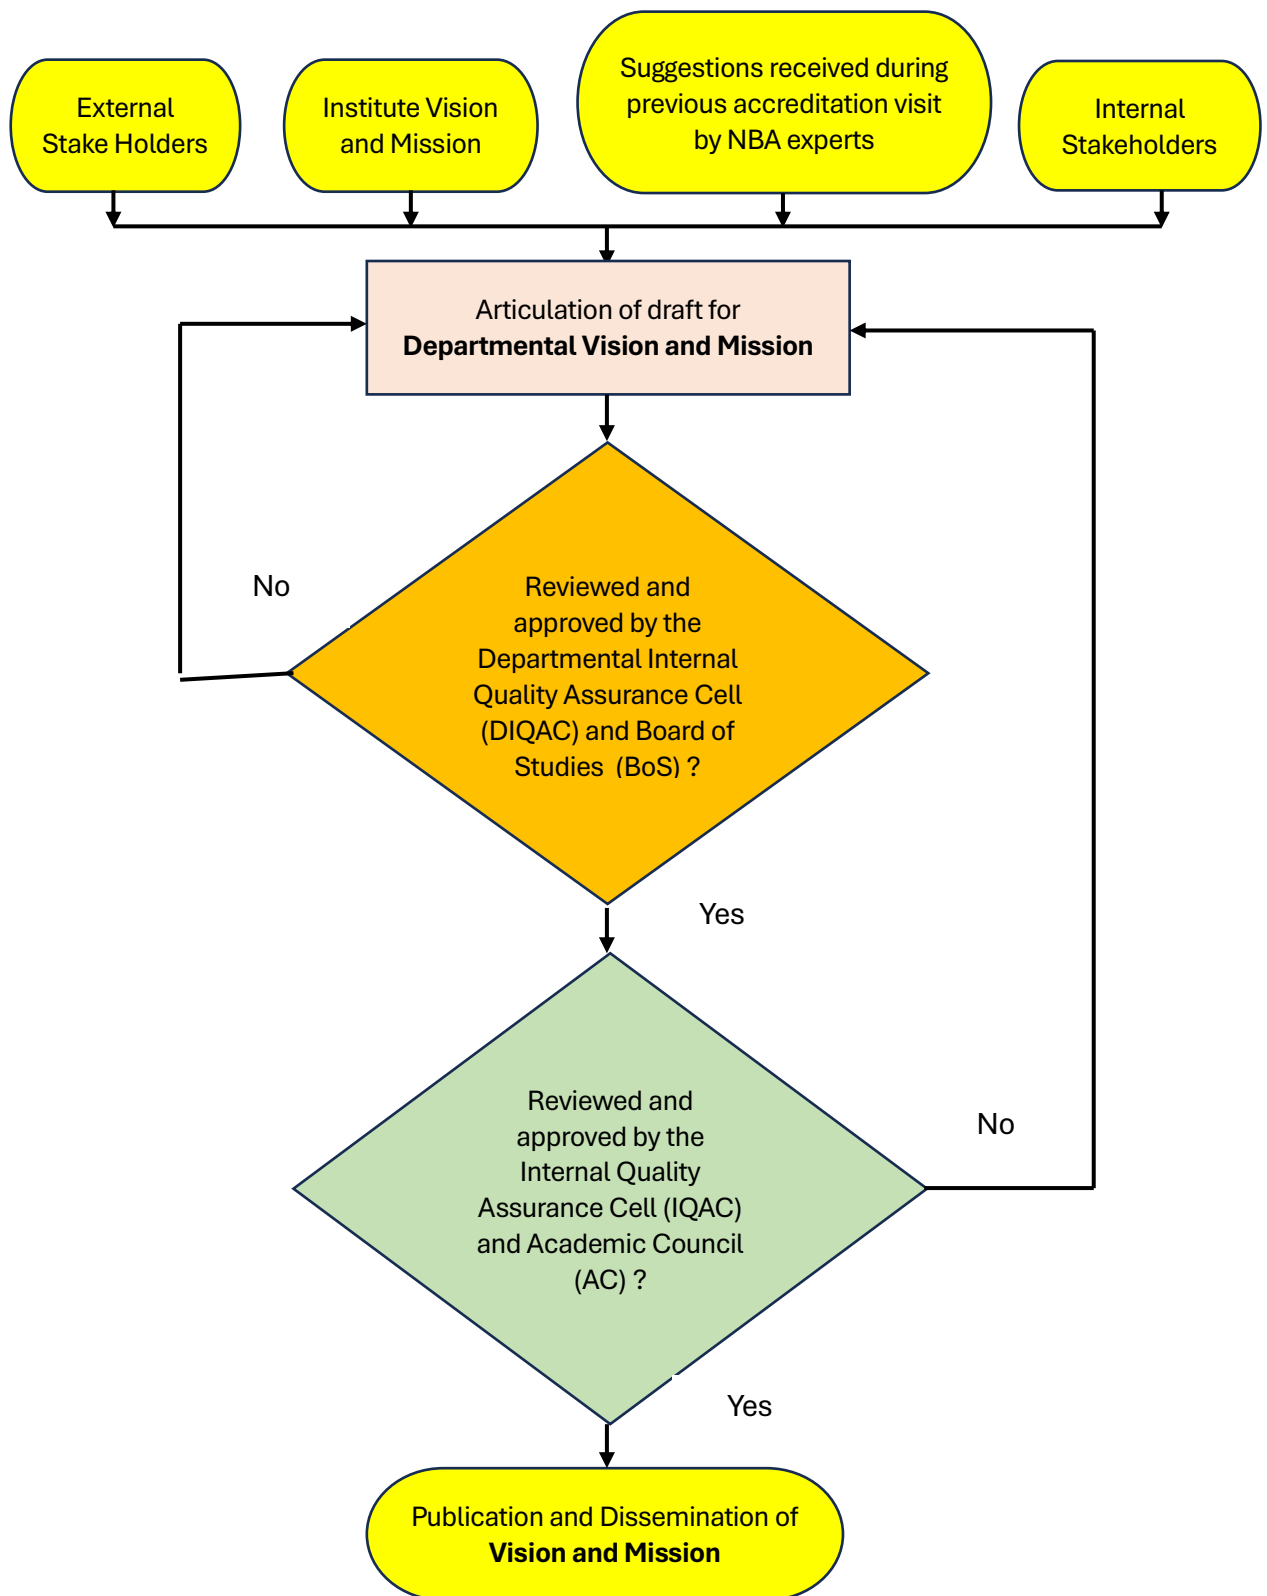 External
Stake Holders
Institute Vision
and Mission
Suggestions received during
previous accreditation visit
by NBA experts
Internal
Stakeholders
Articulation of draft for
Departmental Vision and Mission
No
Reviewed and
approved by the
Departmental Internal
Quality Assurance Cell
(DIQAC) and Board of
Studies (BoS) ?
Yes
Reviewed and
approved by the
Internal Quality
Assurance Cell (IQAC)
and Academic Council
(AC) ?
No
Yes
Publication and Dissemination of
Vision and Mission